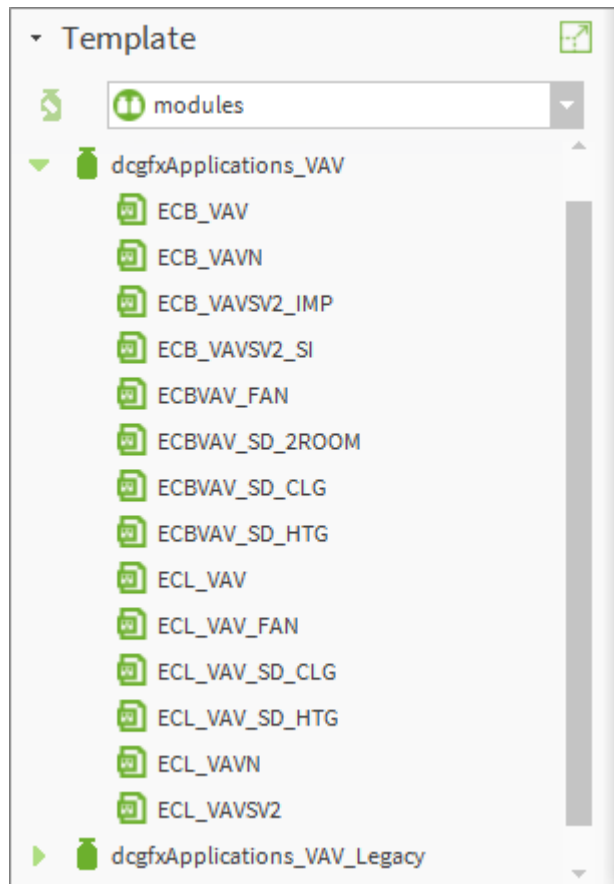 Template
modules
dcgfxApplications_VAV
ECB_VAV
ECB_VAVN
ECB_VAVSV2_IMP
ECB_VAVSV2_SI
ECBVAV_FAN
ECBVAV_SD_2ROOM
ECBVAV_SD_CLG
ECBVAV_SD_HTG
ECL_VAV
ECL_VAV_FAN
ECL_VAV_SD_CLG
ECL_VAV_SD_HTG
ECL_VAVN
ECL_VAVSV2
dcgfxApplications_VAV_Legacy